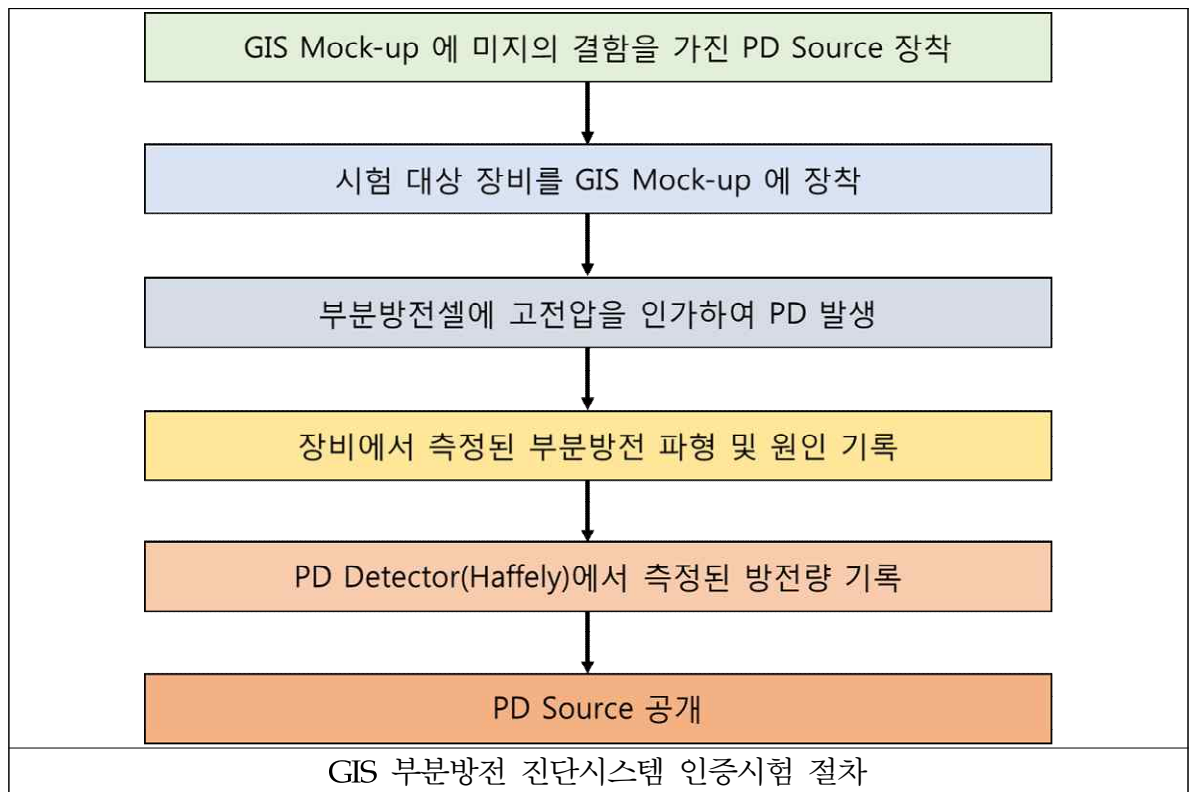 GIS Mock-up 에 미지의 결함을 가진 PD Source 장착
시험 대상 장비를 GIS Mock-up 에 장착
부분방전셀에 고전압을 인가하여 PD 발생
장비에서 측정된 부분방전 파형 및 원인 기록
PD Detector(Haffely)에서 측정된 방전량 기록
PD Source 공개
GIS 부분방전 진단시스템 인증시험 절차